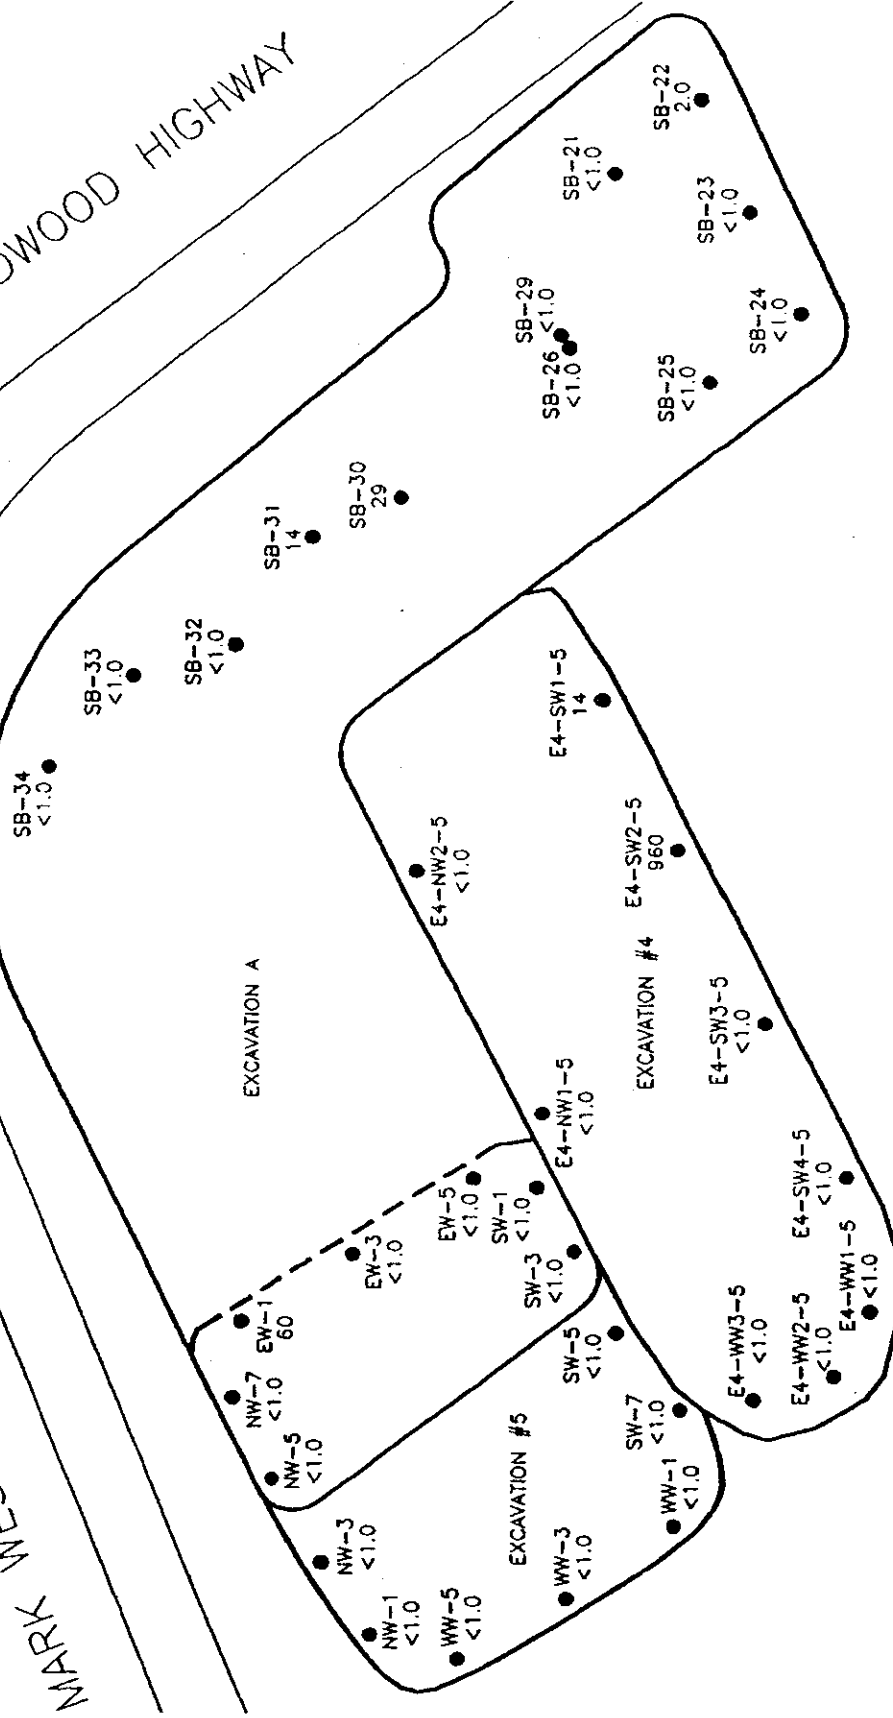 MARK WES
DWOOD HIGHWAY
SB-34
<1.0
SB-33
<1.0
SB-32
<1.0
SB-31
14
SB-30
29
SB-29
<1.0
SB-26
<1.0
SB-21
<1.0
SB-22
2.0
SB-23
<1.0
SB-24
<1.0
SB-25
<1.0
EXCAVATION A
NW-1
<1.0
NW-3
<1.0
NW-5
<1.0
NW-7
<1.0
EW-1
60
EW-3
<1.0
EW-5
<1.0
SW-1
<1.0
SW-3
<1.0
SW-5
<1.0
SW-7
<1.0
WW-5
<1.0
WW-3
<1.0
WW-1
<1.0
EXCAVATION #5
E4-NW1-5
<1.0
E4-NW2-5
<1.0
EXCAVATION #4
E4-SW1-5
14
E4-SW2-5
960
E4-SW3-5
<1.0
E4-SW4-5
<1.0
E4-WW1-5
<1.0
E4-WW2-5
<1.0
E4-WW3-5
<1.0